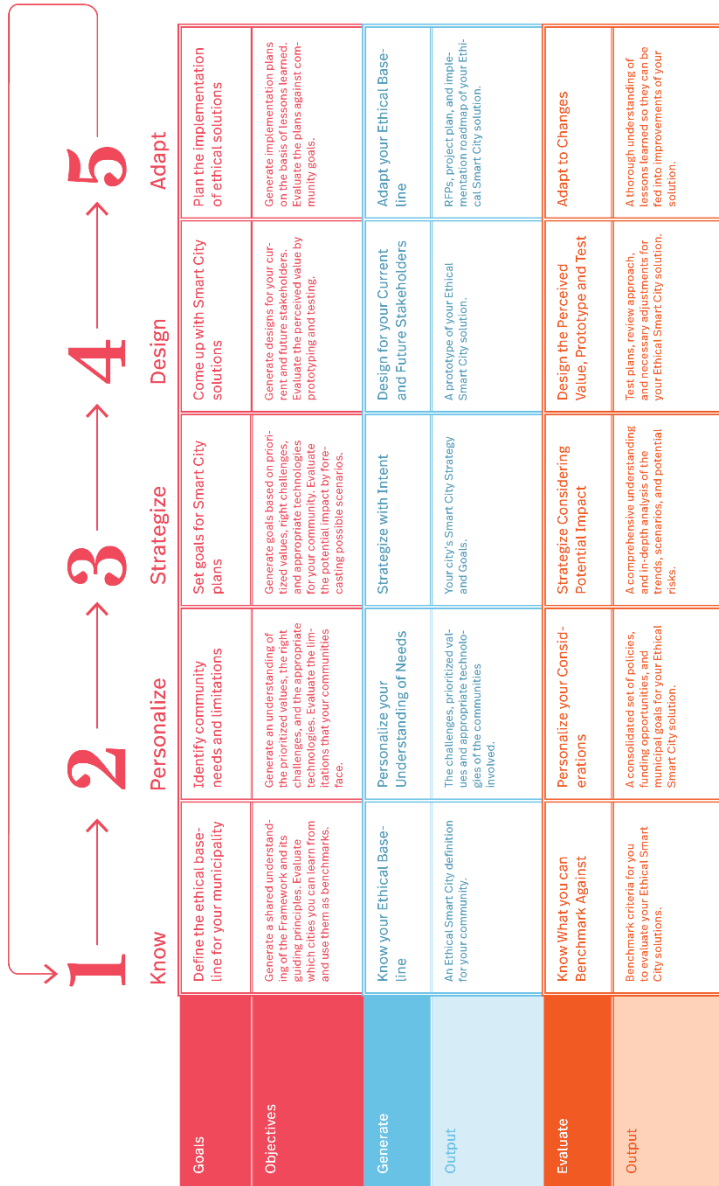 1
2
3
4
5
Know
Personalize
Strategize
Design
Adapt
Goals
Define the ethical base-
line for your municipality
Identify community
needs and limitations
Set goals for Smart City
plans
Come up with Smart City
solutions
Plan the implementation
of ethical solutions
Objectives
Generate a shared understand-
ing of the Framework and its
guiding principles. Evaluate
which cities you can learn from
and use them as benchmarks.
Generate an understanding of
the prioritized values, the right
challenges, and the appropriate
technologies. Evaluate the lim-
itations that your communities
face.
Generate goals based on priori-
tized values, right challenges,
and appropriate technologies
for your community. Evaluate
the potential impact by fore-
casting possible scenarios.
Generate designs for your cur-
rent and future stakeholders.
Evaluate the perceived value by
prototyping and testing.
Generate implementation plans
on the basis of lessons learned.
Evaluate the plans against com-
munity goals.
Generate
Know your Ethical Base-
line
Personalize your
Understanding of Needs
Strategize with Intent
Design for your Current
and Future Stakeholders
Adapt your Ethical Base-
line
Output
An Ethical Smart City definition
for your community.
The challenges, prioritized val-
ues and appropriate technolo-
gies of the communities
involved.
Your city's Smart City Strategy
and Goals.
A prototype of your Ethical
Smart City solution.
RFPs, project plan, and imple-
mentation roadmap of your Ethi-
cal Smart City solution.
Evaluate
Know What you can
Benchmark Against
Personalize your Consid-
erations
Strategize Considering
Potential Impact
Design the Perceived
Value, Prototype and Test
Adapt to Changes
Output
Benchmark criteria for you
to evaluate your Ethical Smart
City solutions.
A consolidated set of policies,
funding opportunities, and
municipal goals for your Ethical
Smart City solution.
A comprehensive understanding
and in-depth analysis of the
trends, scenarios, and potential
risks.
Test plans, review approach,
and necessary adjustments for
your Ethical Smart City solution.
A thorough understanding of
lessons learned so they can be
fed into improvements of your
solution.